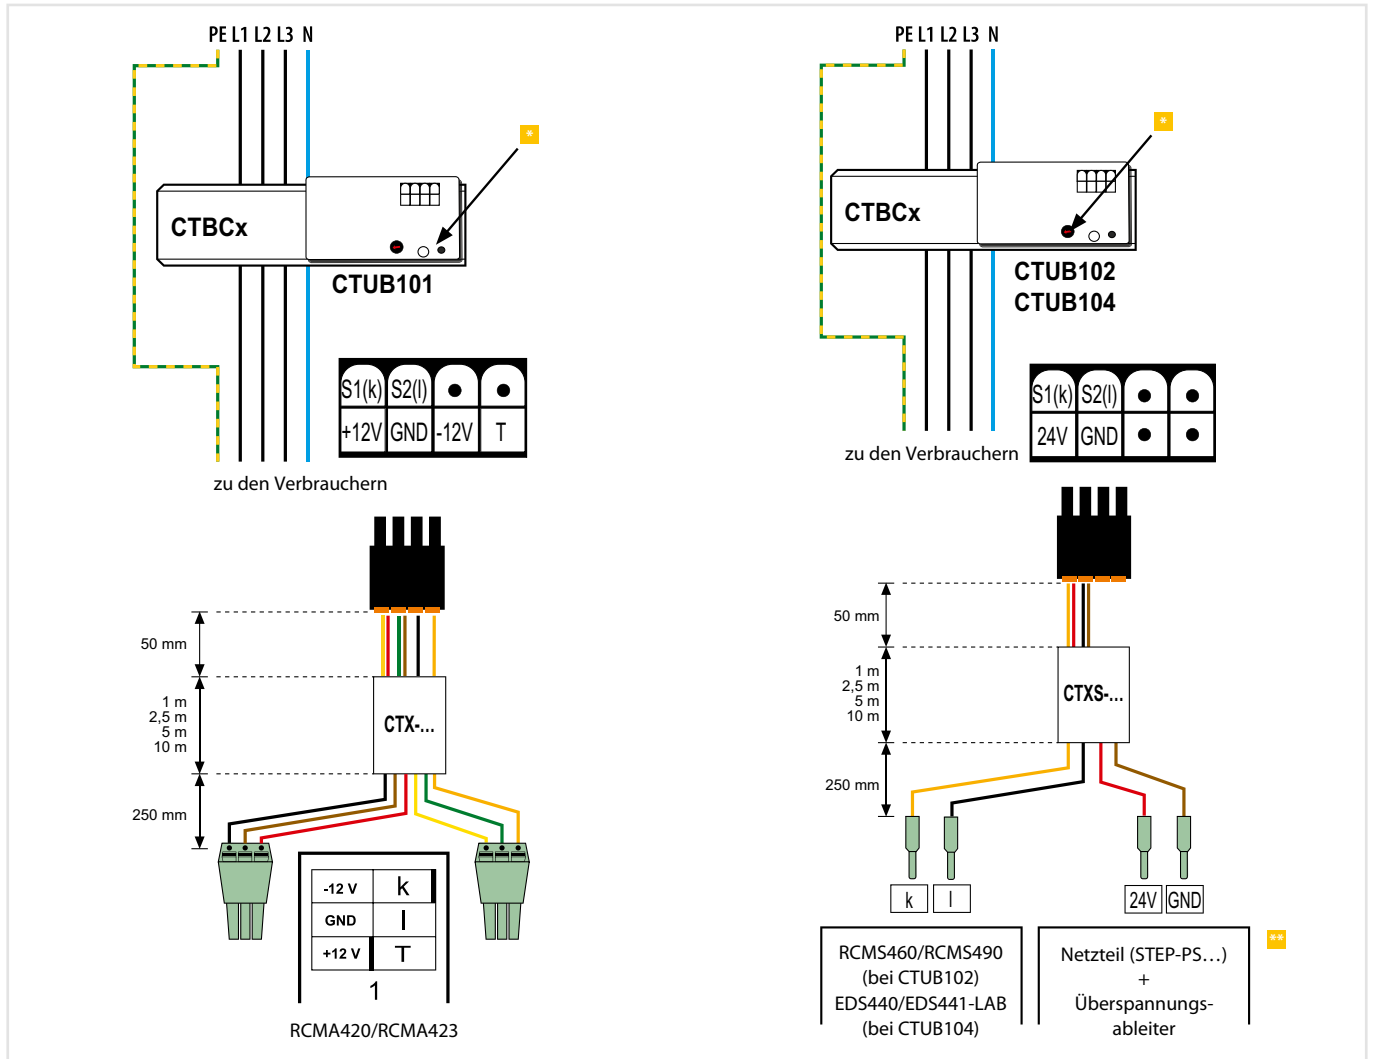 PE L1 L2 L3 N
*
CTBCx
CTUB101
S1(k) S2(l) ● ●
+12V GND -12V T
zu den Verbrauchern
50 mm
1 m
2,5 m
5 m
10 m
CTX-...
250 mm
-12 V k
GND l
+12 V T
1
RCMA420/RCMA423
PE L1 L2 L3 N
*
CTBCx
CTUB102
CTUB104
S1(k) S2(l) ● ●
24V GND ● ●
zu den Verbrauchern
50 mm
1 m
2,5 m
5 m
10 m
CTXS-...
250 mm
k l 24V GND
RCMS460/RCMS490
(bei CTUB102)
EDS440/EDS441-LAB
(bei CTUB104)
Netzteil (STEP-PS...)
+
Überspannungs-
ableiter
**